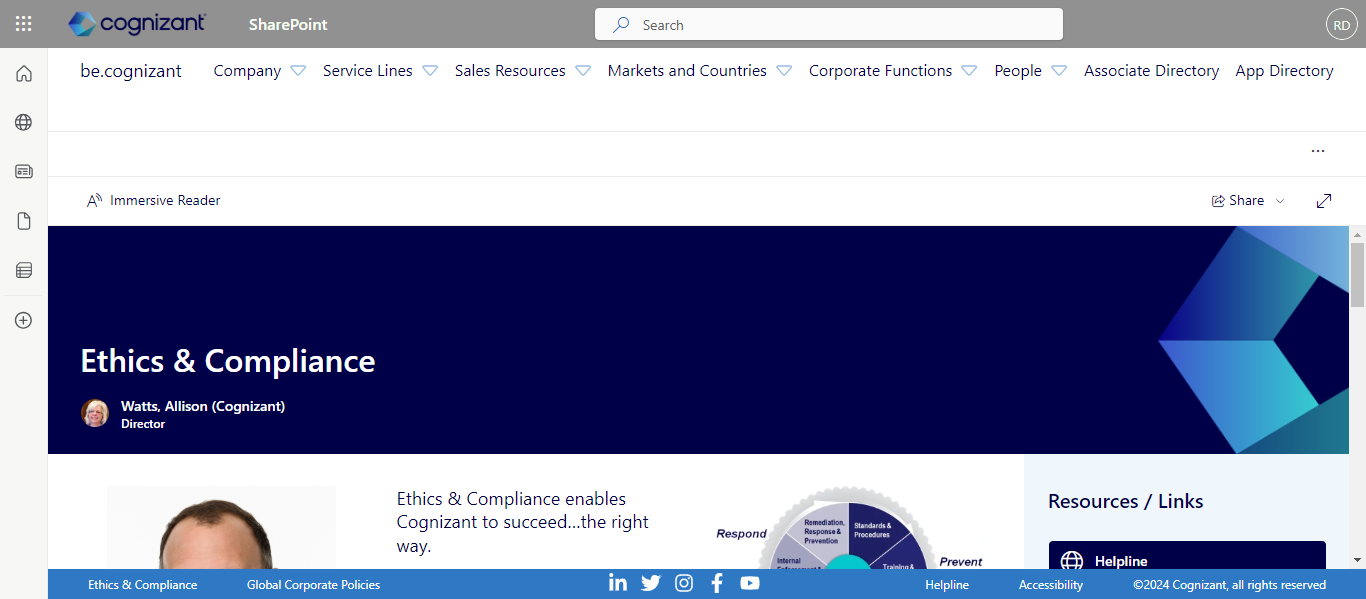 cognizant
SharePoint
Search
RD
be.cognizant
Company
Service Lines
Sales Resources
Markets and Countries
Corporate Functions
People
Associate Directory
App Directory
Immersive Reader
Share
Ethics & Compliance
Watts, Allison (Cognizant)
Director
Ethics & Compliance enables
Cognizant to succeed...the right
way.
Respond
Remediation,
Response &
Prevention
Standards &
Procedures
Internal
Training &
Prevent
Resources / Links
Helpline
Ethics & Compliance
Global Corporate Policies
Helpline
Accessibility
©2024 Cognizant, all rights reserved